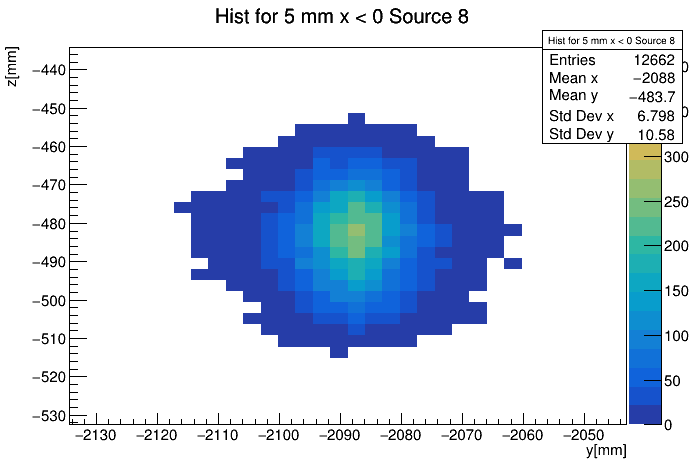 Hist for 5 mm x < 0 Source 8
z[mm]
Hist for 5 mm x < 0 Source 8
Entries 12662
Mean x −2088
Mean y −483.7
Std Dev x 6.798
Std Dev y 10.58
−440
−450
−460
−470
−480
−490
−500
−510
−520
−530
−2130 −2120 −2110 −2100 −2090 −2080 −2070 −2060 −2050
y[mm]
0
0
300
250
200
150
100
50
0